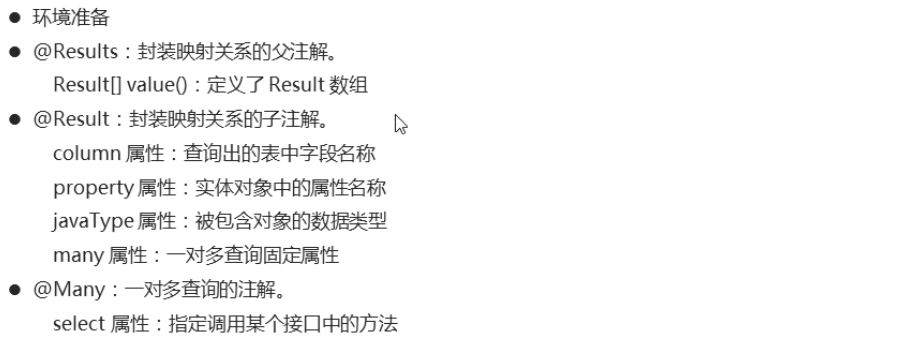 ● 环境准备
● @Results：封装映射关系的父注解。
Result[] value()：定义了 Result 数组
● @Result：封装映射关系的子注解。
column 属性：查询出的表中字段名称
property 属性：实体对象中的属性名称
javaType 属性：被包含对象的数据类型
many 属性：一对多查询固定属性
● @Many：一对多查询的注解。
select 属性：指定调用某个接口中的方法